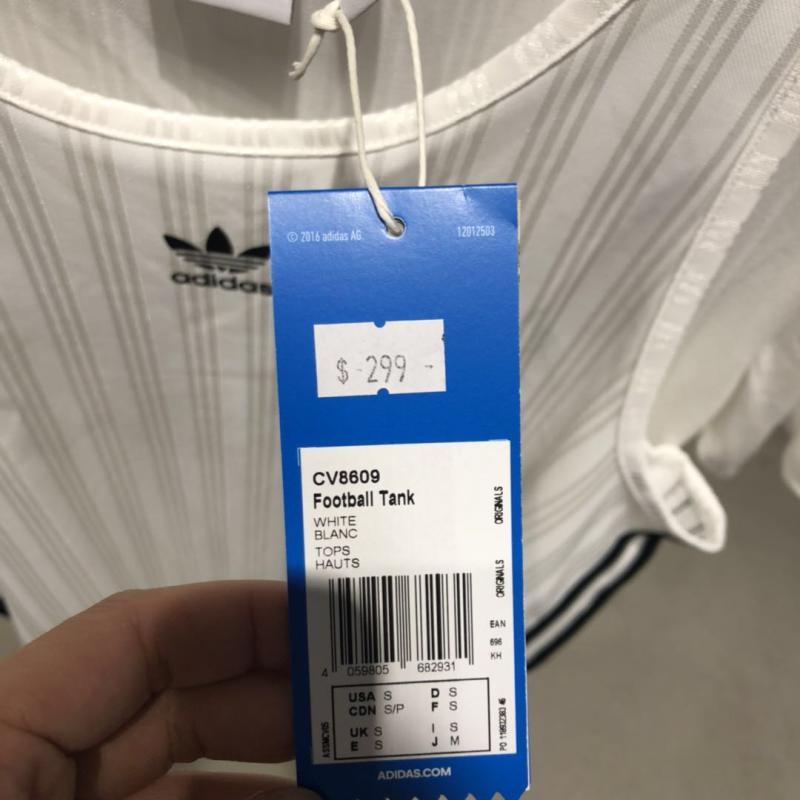 adidas
© 2016 adidas AG. 12012503
$ 299 -
CV8609
Football Tank
WHITE
BLANC
TOPS
HAUTS
ORIGINALS
ORIGINALS
EAN
696
KH
4 059805 682931
USA S D S
CDN S/P F S
UK S I S
E S J M
ADIDAS.COM